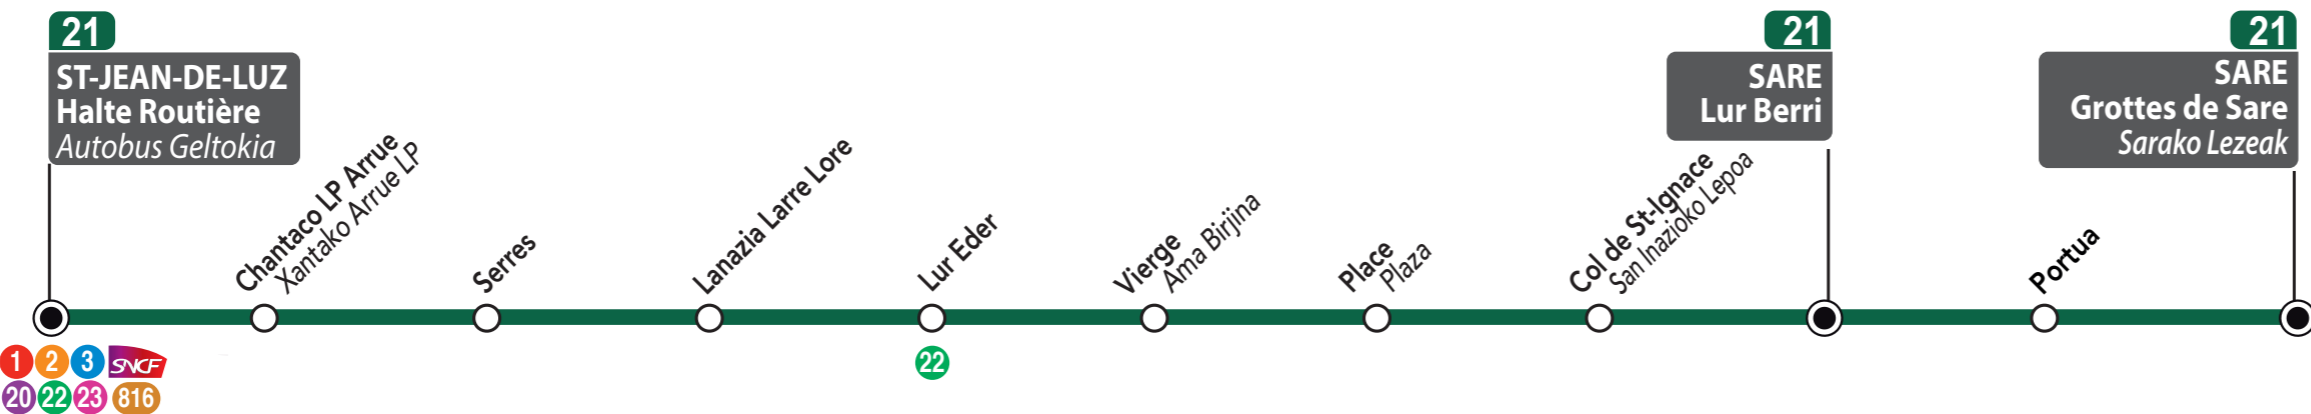 21
ST-JEAN-DE-LUZ
Halte Routière
Autobus Geltokia
Chantaco LP Arrue
Xantako Arrue LP
Serres
Lanazia Larre Lore
Lur Eder
Vierge
Ama Birjina
Place
Plaza
Col de St-Ignace
San Inazioko Lepoa
21
SARE
Lur Berri
Portua
21
SARE
Grottes de Sare
Sarako Lezeak
1 2 3 SNCF
20 22 23 816
22